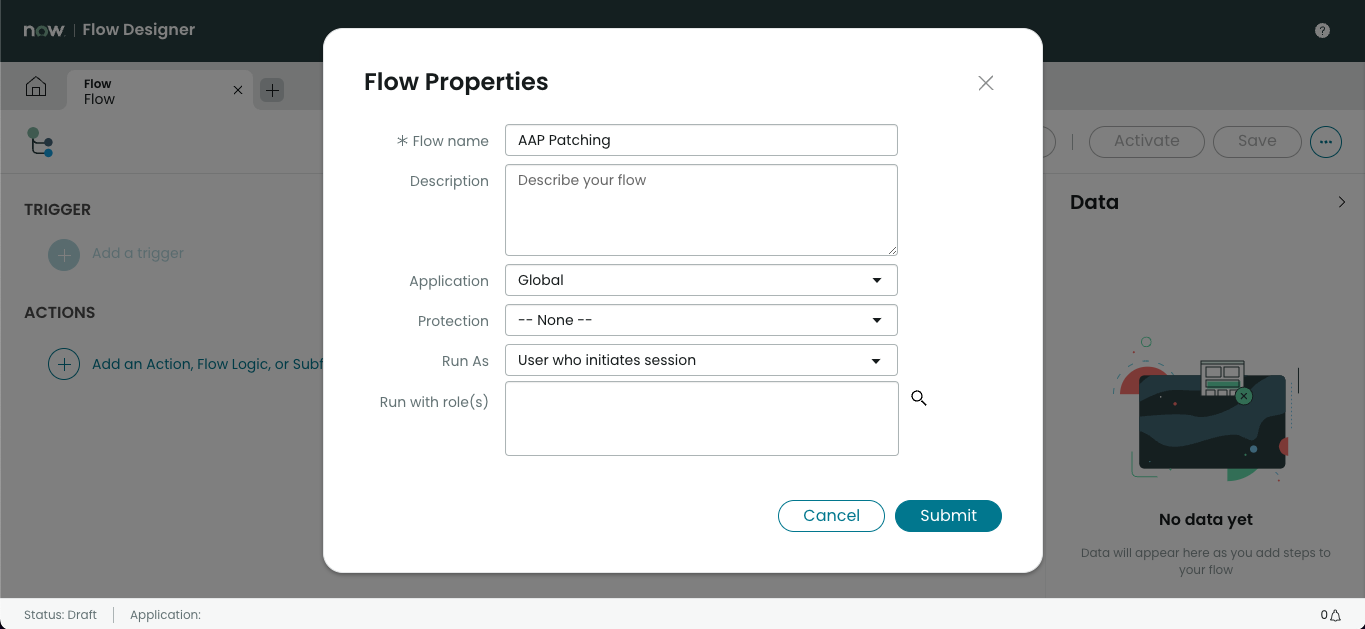 now | Flow Designer
Flow
Flow
Flow Properties
* Flow name
AAP Patching
Description
Describe your flow
Application
Global
Protection
-- None --
Run As
User who initiates session
Run with role(s)
Cancel
Submit
Activate
Save
TRIGGER
Add a trigger
ACTIONS
Add an Action, Flow Logic, or Subf
Data
No data yet
Data will appear here as you add steps to
your flow
Status: Draft
Application:
0